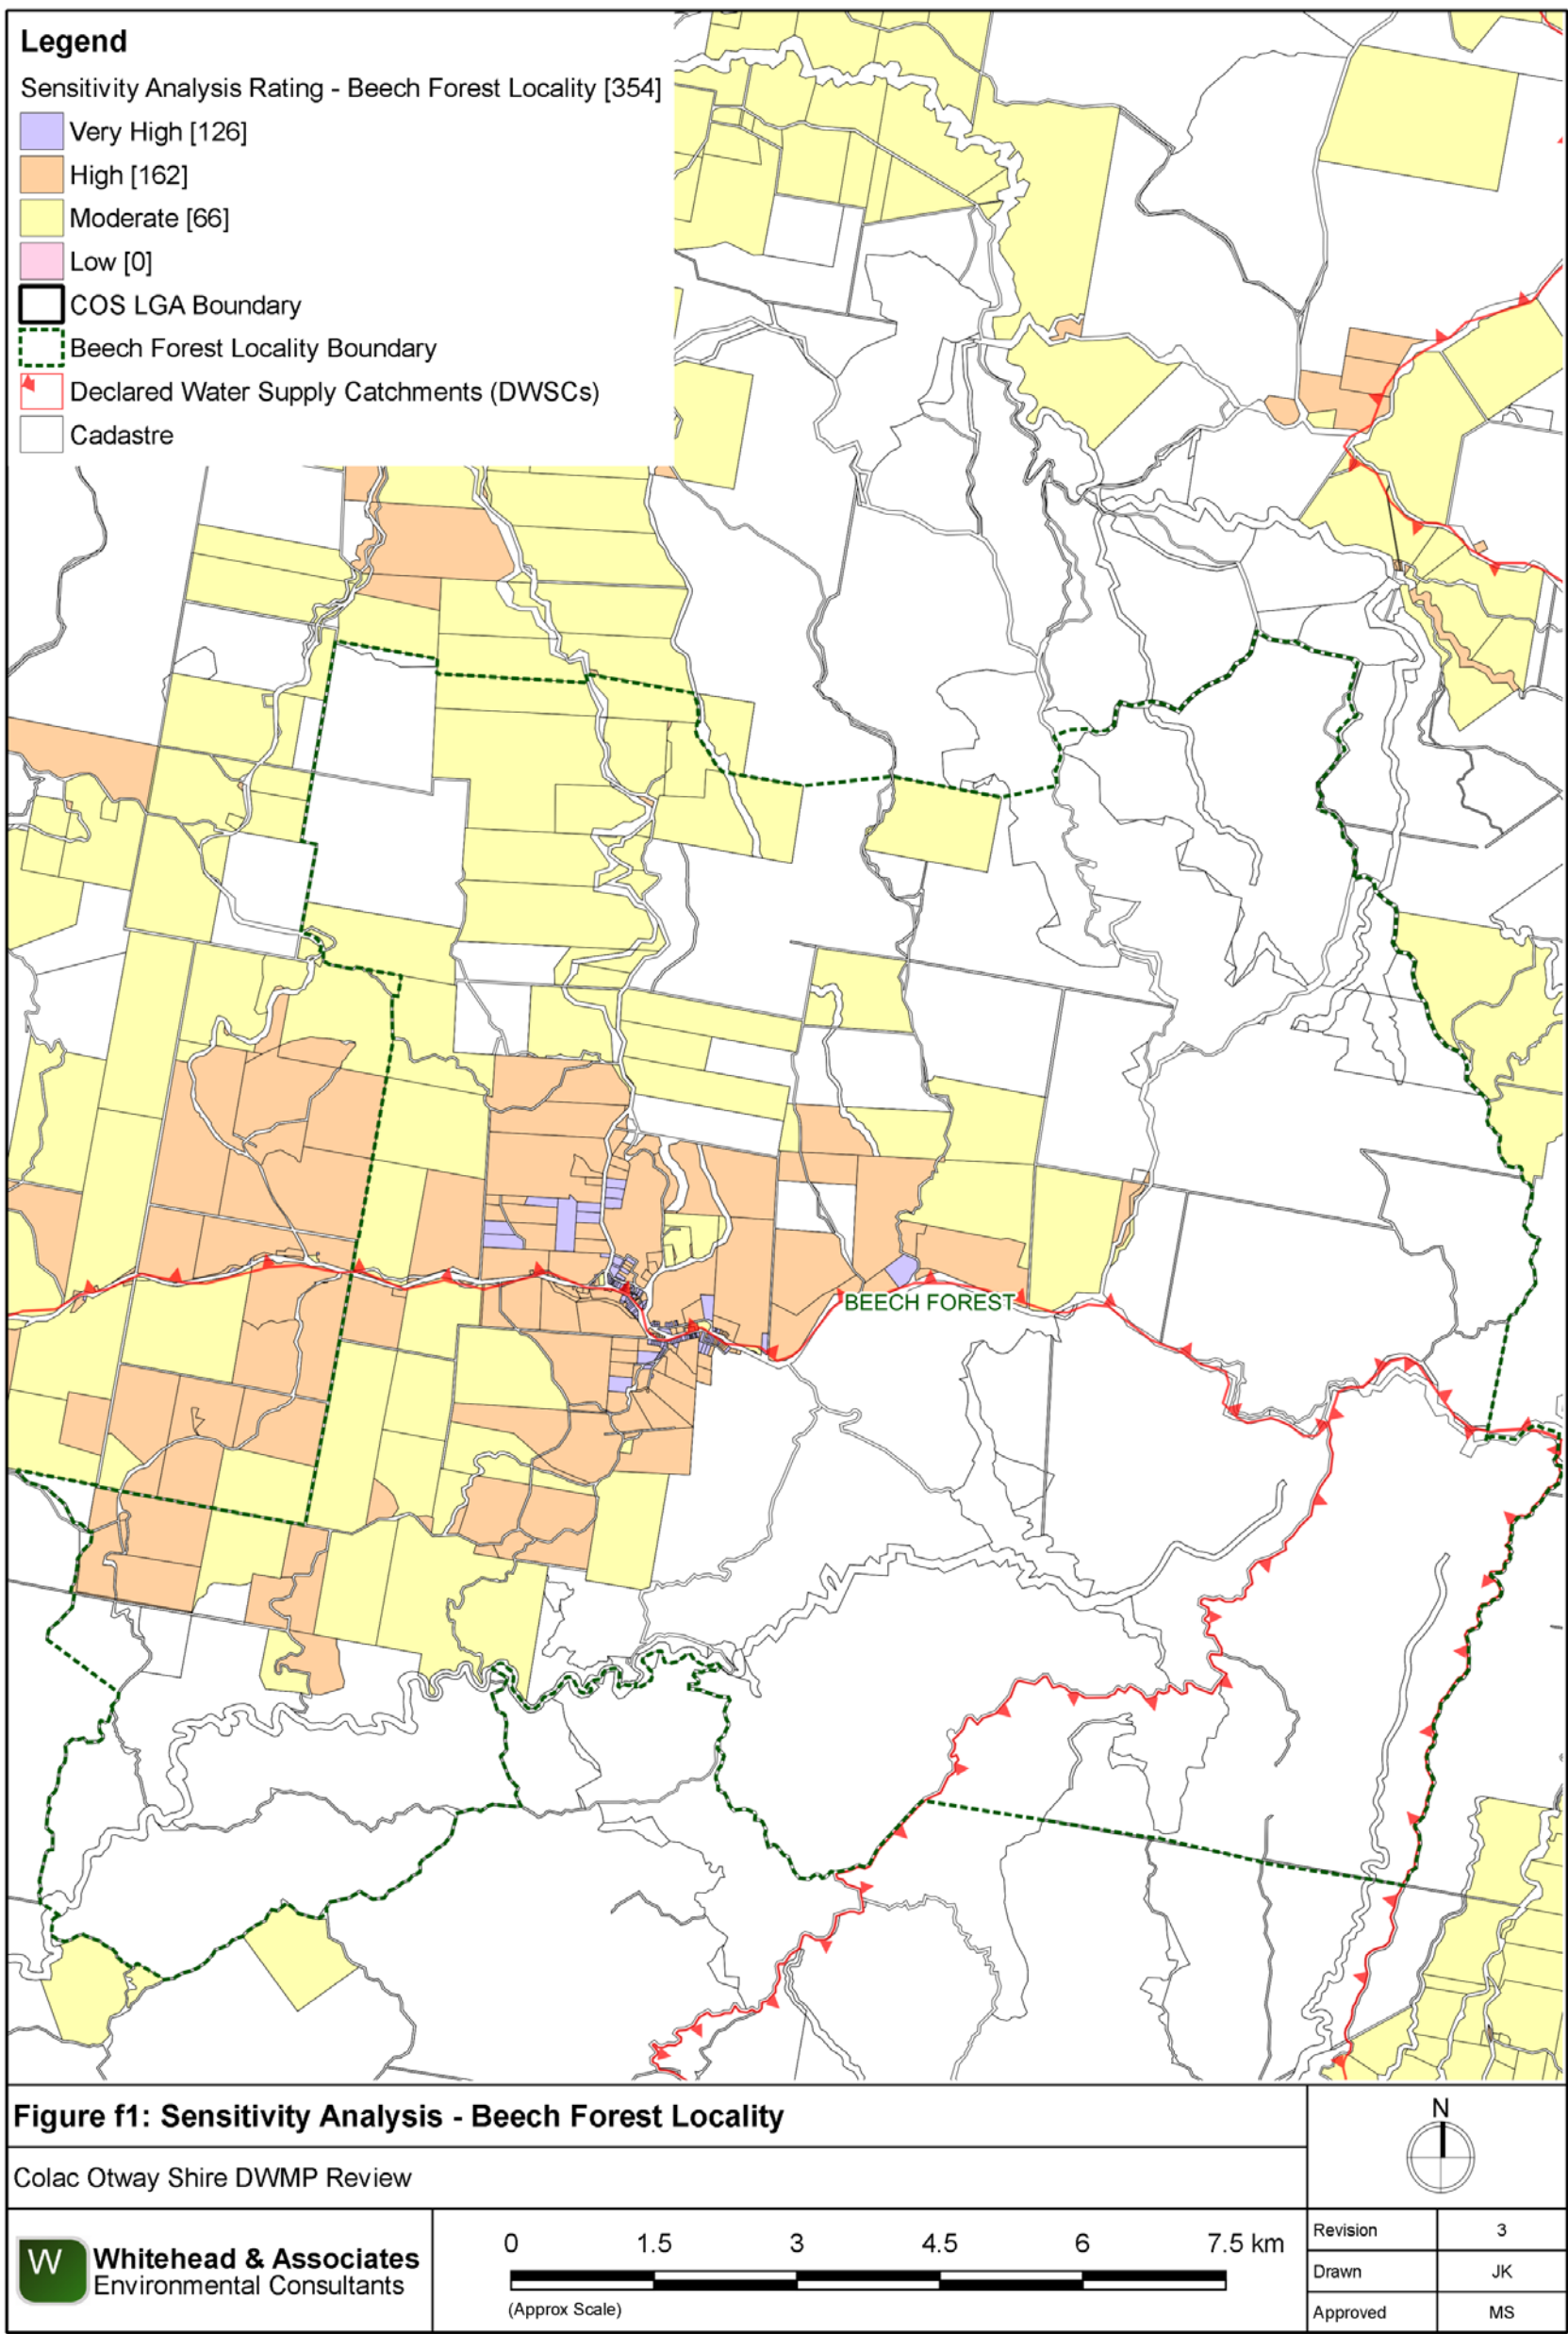 Legend
Sensitivity Analysis Rating - Beech Forest Locality [354]
Very High [126]
High [162]
Moderate [66]
Low [0]
COS LGA Boundary
Beech Forest Locality Boundary
Declared Water Supply Catchments (DWSCs)
Cadastre
BEECH FOREST
Figure f1: Sensitivity Analysis - Beech Forest Locality
Colac Otway Shire DWMP Review
N
W
Whitehead & Associates
Environmental Consultants
0 1.5 3 4.5 6 7.5 km
(Approx Scale)
Revision 3
Drawn JK
Approved MS